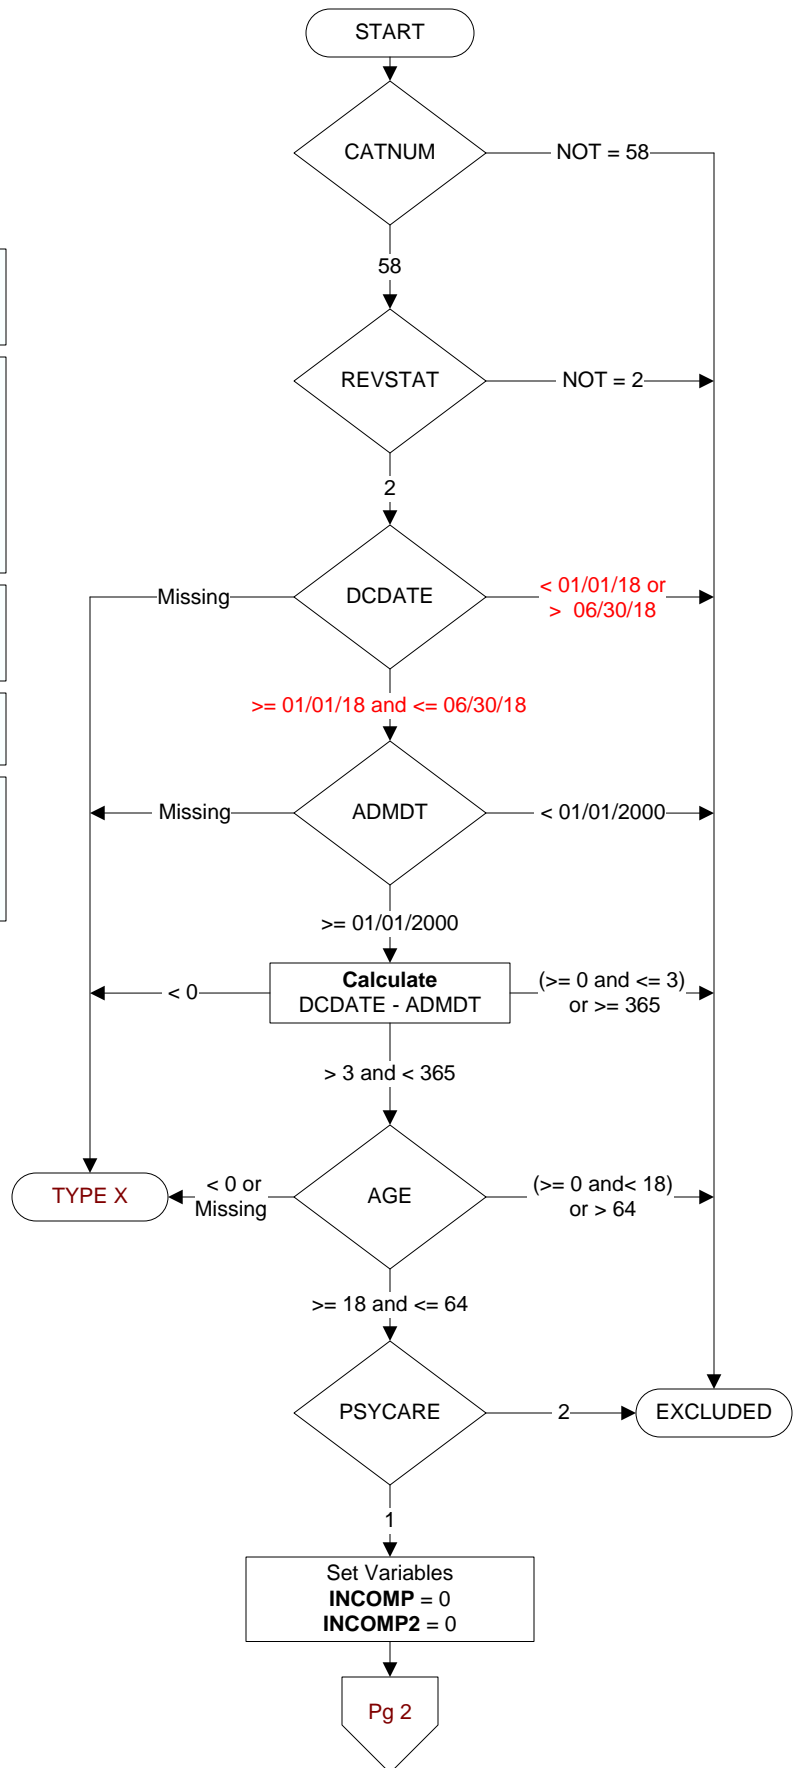 START
CATNUM
NOT = 58
58
REVSTAT
NOT = 2
2
Missing
DCDATE
< 01/01/18 or
> 06/30/18
>= 01/01/18 and <= 06/30/18
Missing
ADMDT
< 01/01/2000
>= 01/01/2000
< 0
Calculate
DCDATE - ADMDT
(>= 0 and <= 3)
or >= 365
> 3 and < 365
TYPE X
< 0 or
Missing
AGE
(>= 0 and< 18)
or > 64
>= 18 and <= 64
PSYCARE
2
EXCLUDED
1
Set Variables
INCOMP = 0
INCOMP2 = 0
Pg 2